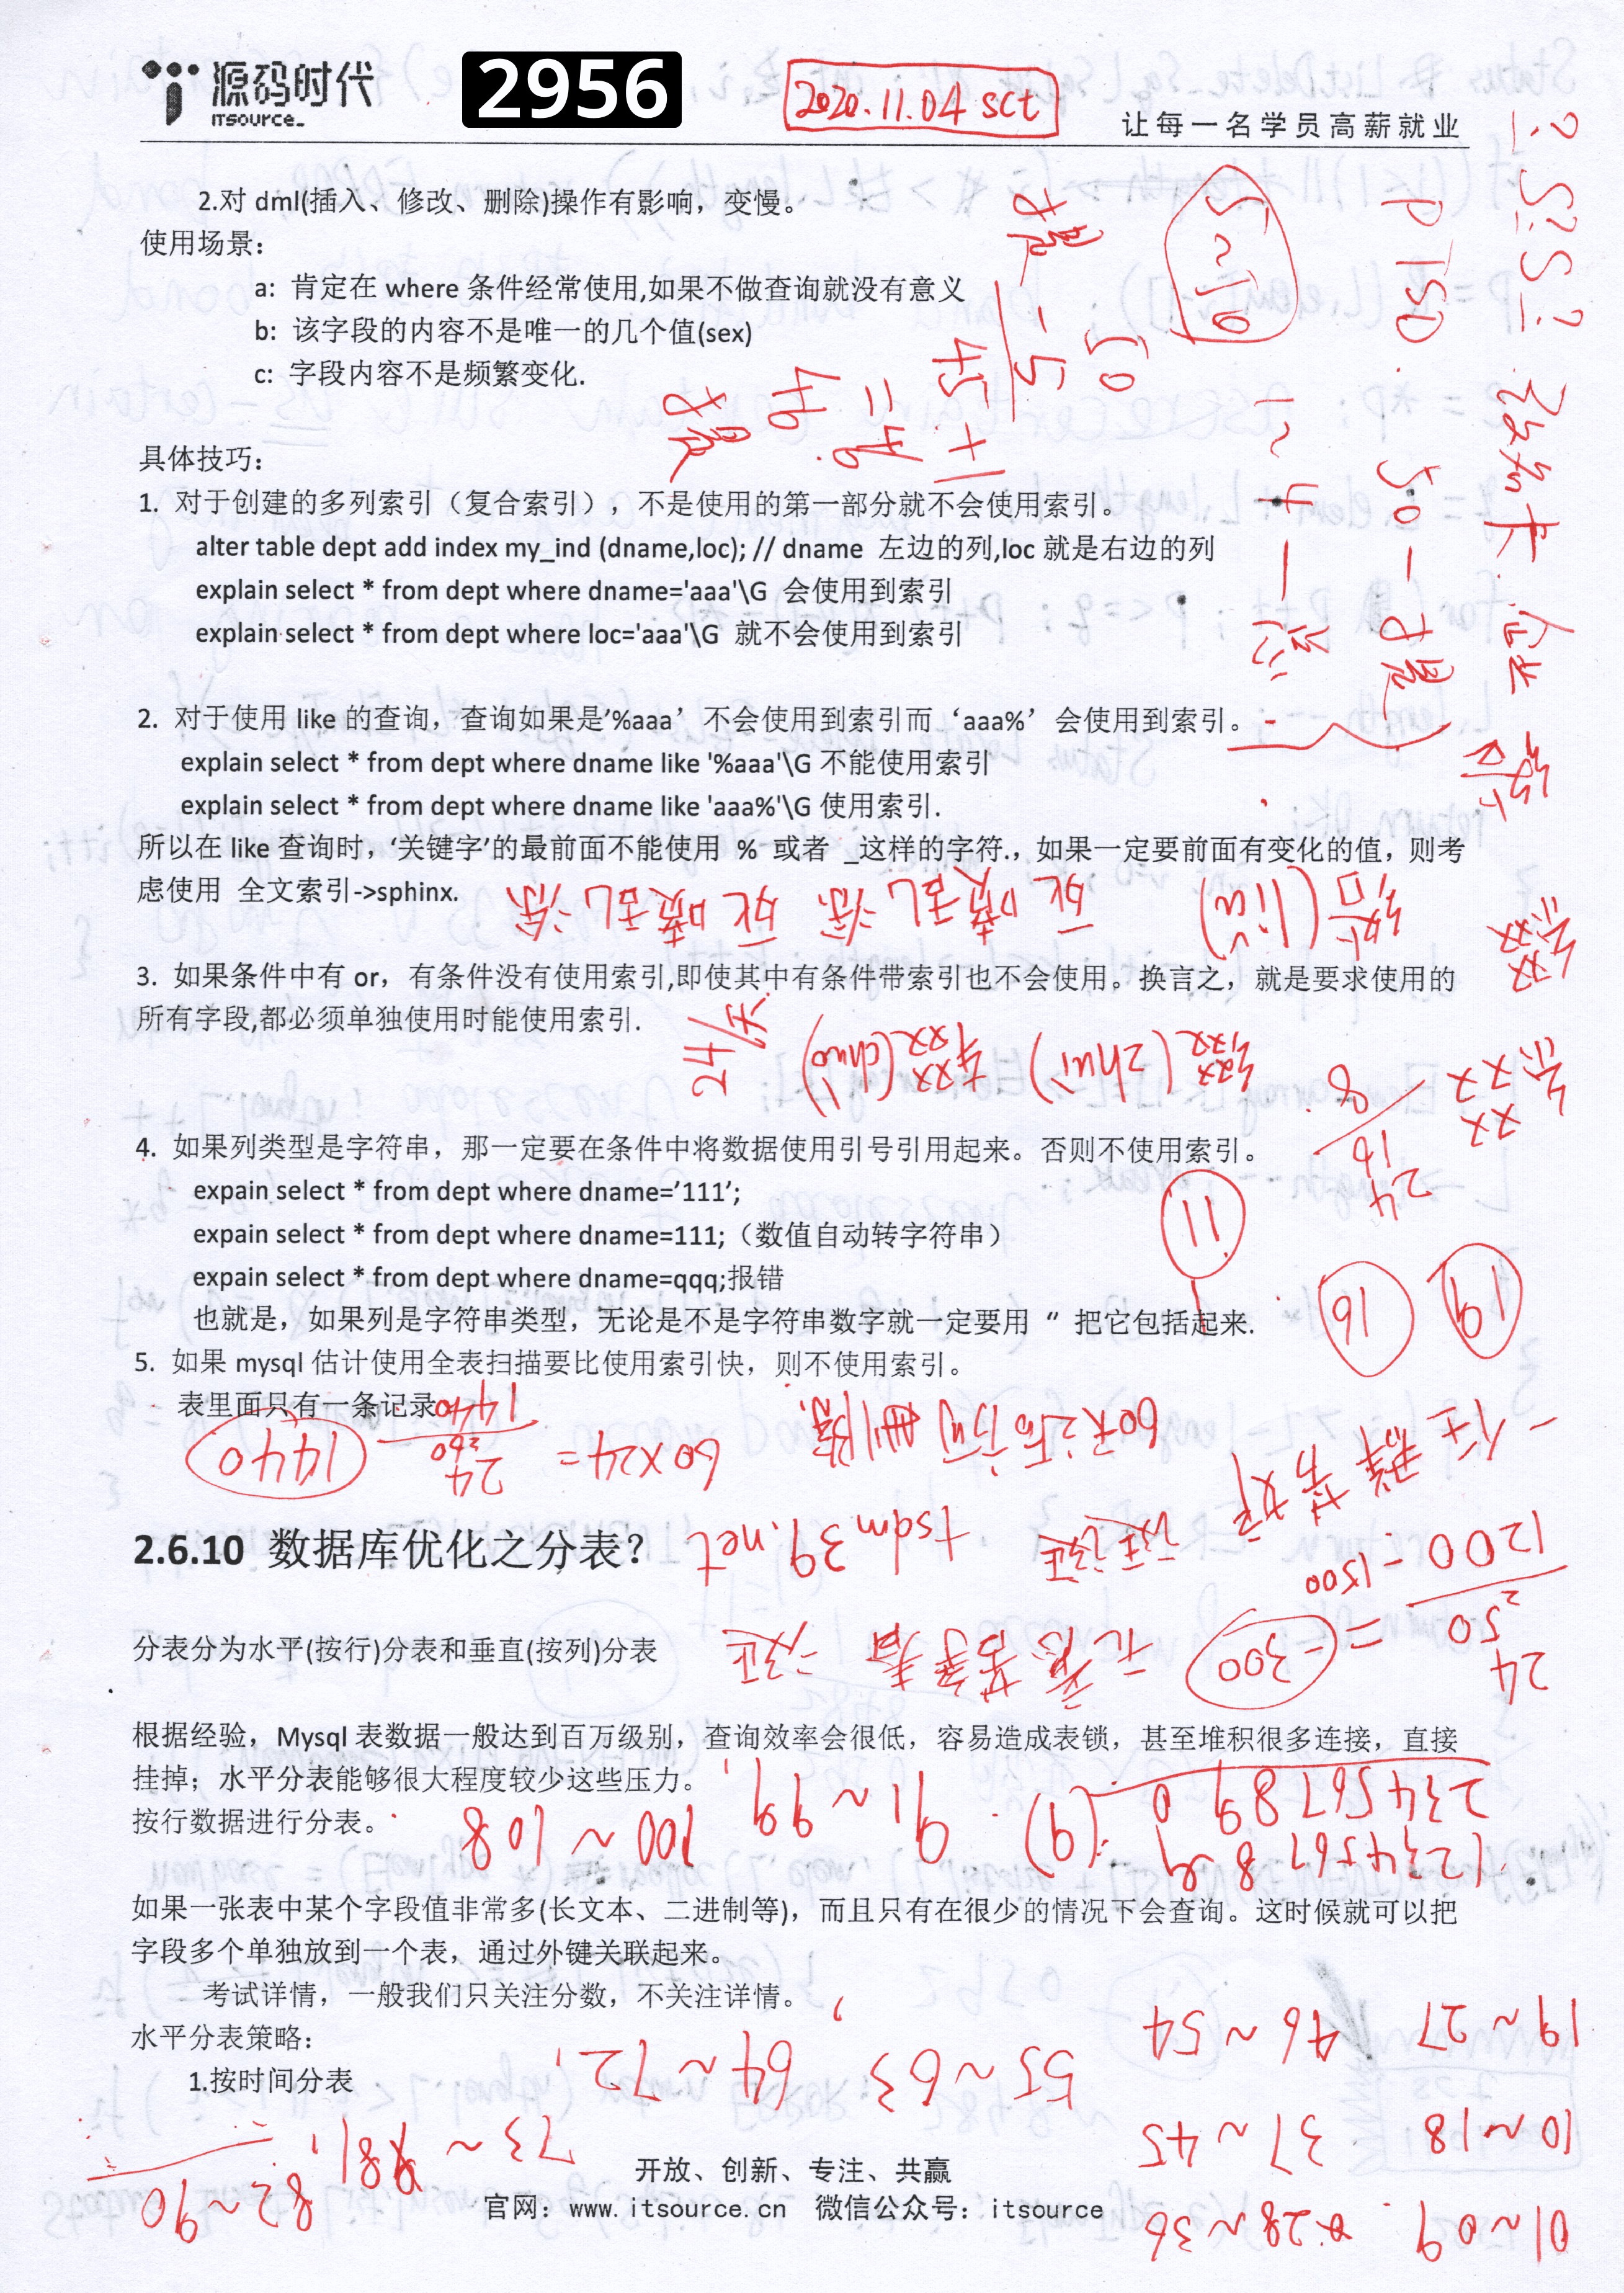 源码时代
ITSOURCE_
2956
2020.11.04 sct
让每一名学员高薪就业
2.对 dml(插入、修改、删除)操作有影响，变慢。
使用场景：
a: 肯定在 where 条件经常使用,如果不做查询就没有意义
b: 该字段的内容不是唯一的几个值(sex)
c: 字段内容不是频繁变化.
5~10
PTSD
50
-5
45
+1
=46
46
1~4
50
具体技巧：
1. 对于创建的多列索引（复合索引），不是使用的第一部分就不会使用索引。
alter table dept add index my_ind (dname,loc); // dname 左边的列,loc 就是右边的列
explain select * from dept where dname='aaa'\G 会使用到索引
explain select * from dept where loc='aaa'\G 就不会使用到索引
2. 对于使用 like 的查询，查询如果是'%aaa’不会使用到索引而‘aaa%’会使用到索引。
explain select * from dept where dname like '%aaa'\G 不能使用索引
explain select * from dept where dname like 'aaa%'\G 使用索引.
所以在 like 查询时，‘关键字’的最前面不能使用 % 或者 _这样的字符.，如果一定要前面有变化的值，则考
虑使用 全文索引->sphinx.
3. 如果条件中有 or，有条件没有使用索引,即使其中有条件带索引也不会使用。换言之，就是要求使用的
所有字段,都必须单独使用时能使用索引.
缀 (zhuì) 辍 (chuò)
24/天
24
16
8
4. 如果列类型是字符串，那一定要在条件中将数据使用引号引用起来。否则不使用索引。
expain select * from dept where dname=’111’;
expain select * from dept where dname=111;（数值自动转字符串）
expain select * from dept where dname=qqq;报错
也就是，如果列是字符串类型，无论是不是字符串数字就一定要用 “ 把它包括起来.
11
16
19
5. 如果 mysql 估计使用全表扫描要比使用索引快，则不使用索引。
表里面只有一条记录
60天之后可删除.
60×24=
24
1440
1440
2.6.10 数据库优化之分表？
tsdm39.net
24
50
1200 - 1500
= -300
分表分为水平(按行)分表和垂直(按列)分表
根据经验，Mysql 表数据一般达到百万级别，查询效率会很低，容易造成表锁，甚至堆积很多连接，直接
挂掉；水平分表能够很大程度较少这些压力。
按行数据进行分表。
234567890
(9)
91~99,
100~108
如果一张表中某个字段值非常多(长文本、二进制等)，而且只有在很少的情况下会查询。这时候就可以把
字段多个单独放到一个表，通过外键关联起来。
考试详情，一般我们只关注分数，不关注详情。
水平分表策略：
1.按时间分表
01~09
28~36
10~18
37~45
19~27
46~54
55~63,
64~72,
73~81,
82~90
开放、创新、专注、共赢
官网：www.itsource.cn 微信公众号：itsource